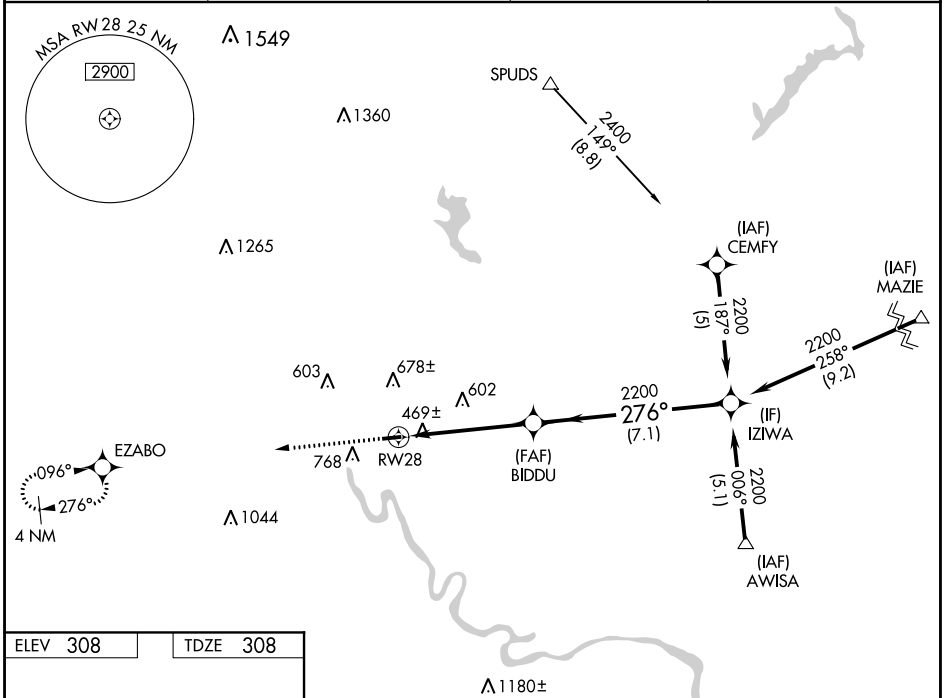 MSA RW 28 25 NM
2900
1549
1360
1265
SPUDS
2400
149°
(8.8)
(IAF)
CEMFY
2200
187°
(5)
(IAF)
MAZIE
2200
258°
(9.2)
603
678±
602
469±
768
RW28
2200
276°
(7.1)
(FAF)
BIDDU
(IF)
IZIWA
EZABO
096°
276°
4 NM
1044
2200
006°
(5.1)
(IAF)
AWISA
1180±
ELEV 308
TDZE 308